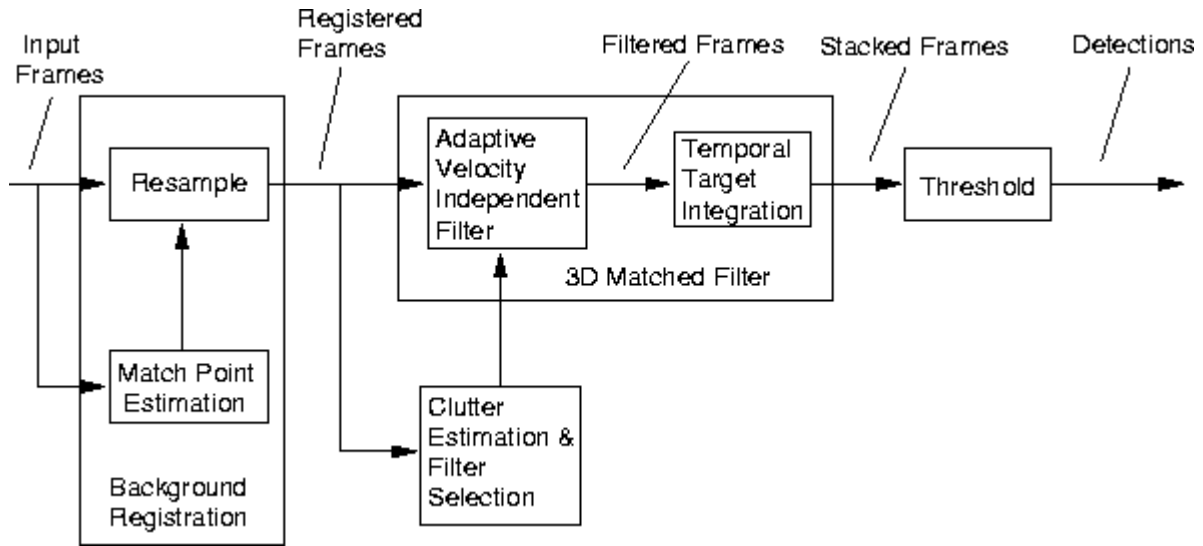 Input
Frames
Registered
Frames
Filtered Frames
Stacked Frames
Detections
Resample
Adaptive
Velocity
Independent
Filter
Temporal
Target
Integration
Threshold
3D Matched Filter
Match Point
Estimation
Clutter
Estimation &
Filter
Selection
Background
Registration